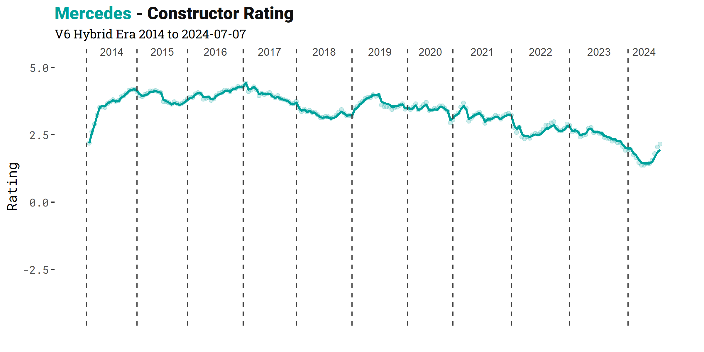 Mercedes - Constructor Rating
V6 Hybrid Era 2014 to 2024-07-07
2014 2015 2016 2017 2018 2019 2020 2021 2022 2023 2024
5.0
2.5
0.0
-2.5
Rating